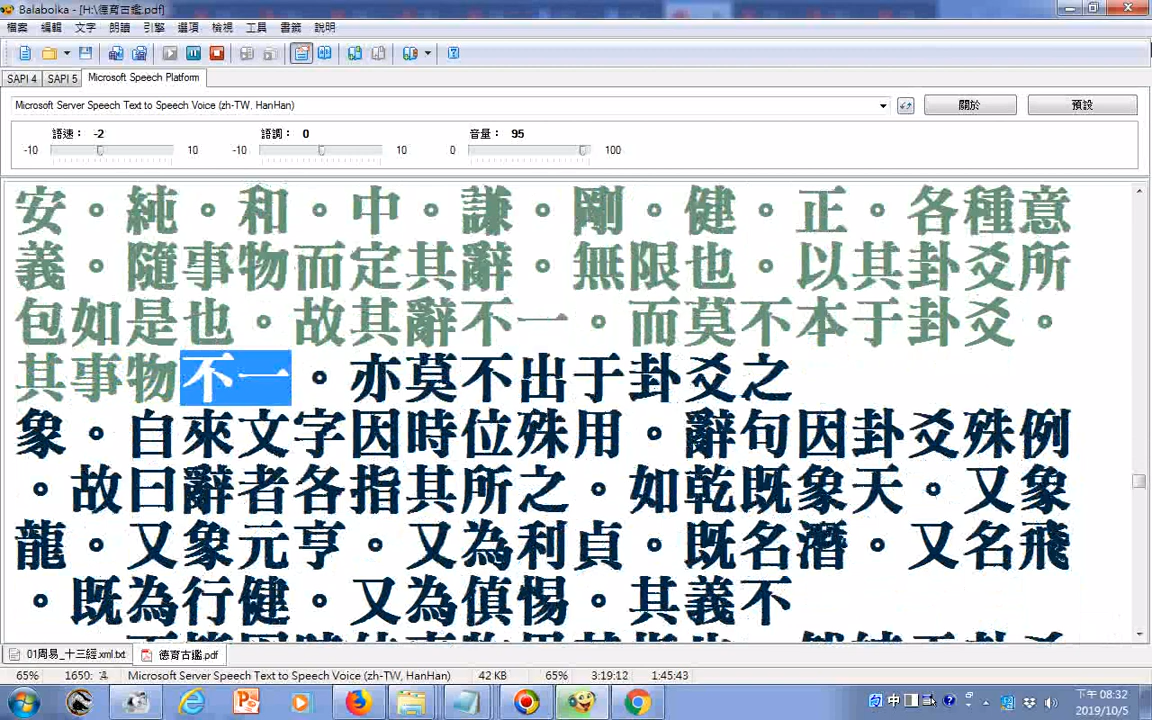 Balabolka - [H:\德育古鑑.pdf]
檔案 編輯 文字 朗讀 引擎 選項 檢視 工具 書籤 說明
SAPI 4 SAPI 5 Microsoft Speech Platform
Microsoft Server Speech Text to Speech Voice (zh-TW, HanHan) 關於 預設
語速： -2 語調： 0 音量： 95
-10 10 -10 10 0 100
安。純。和。中。謙。剛。健。正。各種意
義。隨事物而定其辭。無限也。以其卦爻所
包如是也。故其辭不一。而莫不本于卦爻。
其事物不一。亦莫不出于卦爻之
象。自來文字因時位殊用。辭句因卦爻殊例
。故曰辭者各指其所之。如乾既象天。又象
龍。又象元亨。又為利貞。既名潛。又名飛
。既為行健。又為慎惕。其義不
01周易_十三經.xml.txt 德育古鑑.pdf
65% 1650: Microsoft Server Speech Text to Speech Voice (zh-TW, HanHan) 42 KB 65% 3:19:12 1:45:43
中 下午 08:32
2019/10/5